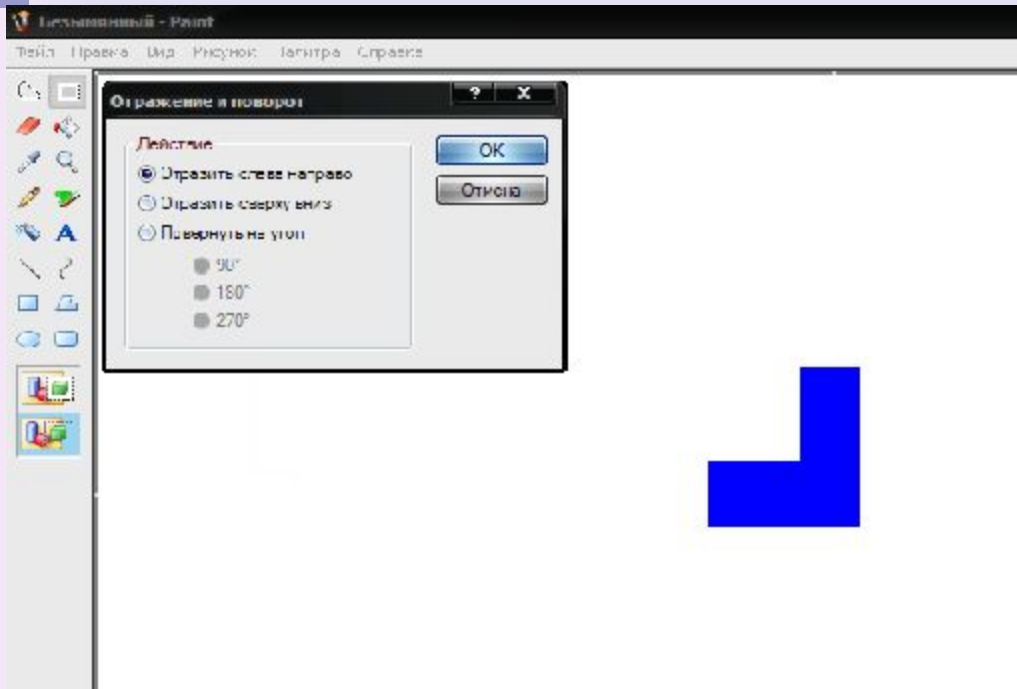 Безымянный - Paint
Файл Правка Вид Рисунок Палитра Справка
Отражение и поворот
? X
Действие
Отразить слева направо
Отразить сверху вниз
Повернуть на угол
90°
180°
270°
OK
Отмена
A